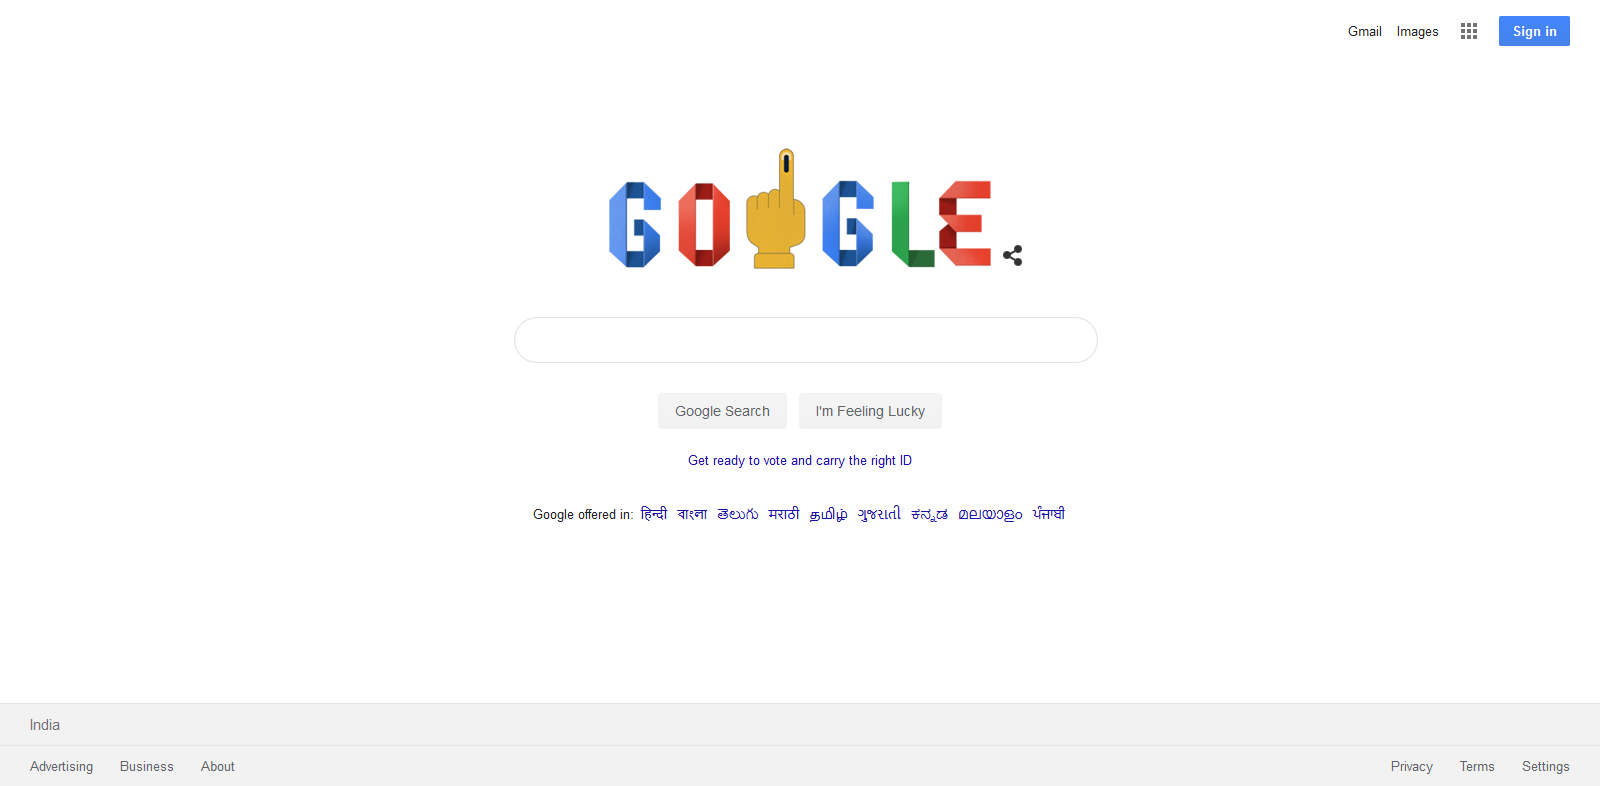 Gmail Images Sign in
GOGLE
Google Search I'm Feeling Lucky
Get ready to vote and carry the right ID
Google offered in: हिन्दी বাংলা తెలుగు मराठी தமிழ் ગુજરાતી ಕನ್ನಡ മലയാളം ਪੰਜਾਬੀ
India
Advertising Business About Privacy Terms Settings